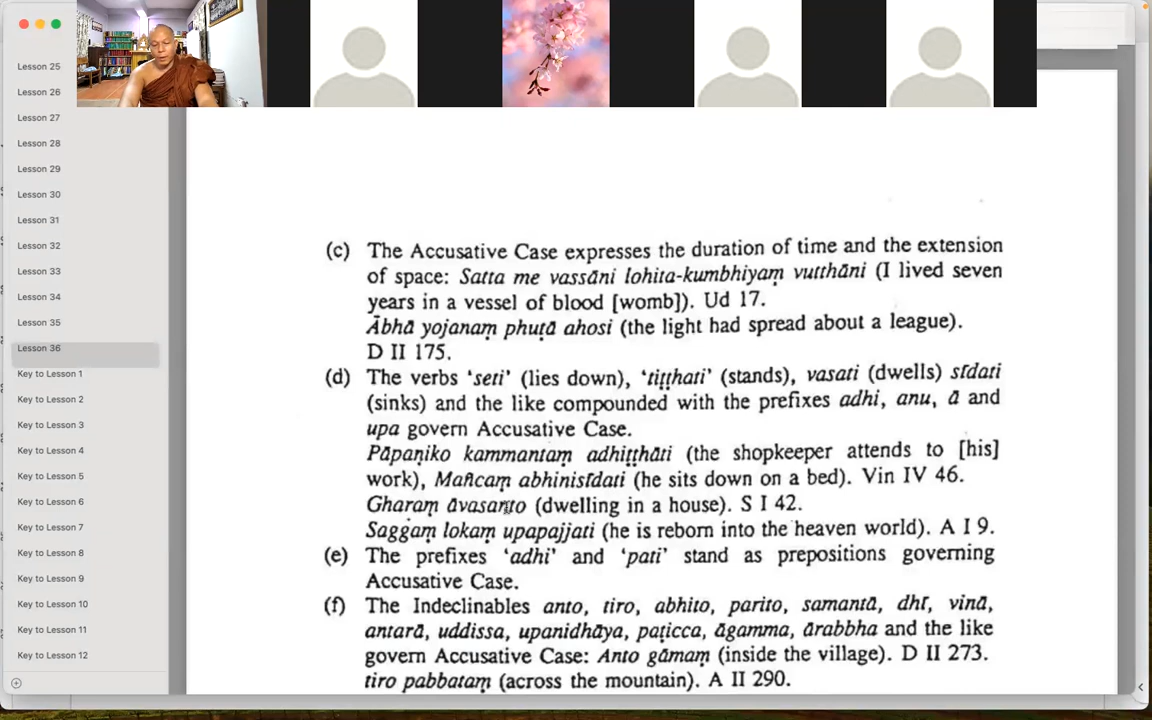 Lesson 25
Lesson 26
Lesson 27
Lesson 28
Lesson 29
Lesson 30
Lesson 31
Lesson 32
Lesson 33
Lesson 34
Lesson 35
Lesson 36
Key to Lesson 1
Key to Lesson 2
Key to Lesson 3
Key to Lesson 4
Key to Lesson 5
Key to Lesson 6
Key to Lesson 7
Key to Lesson 8
Key to Lesson 9
Key to Lesson 10
Key to Lesson 11
Key to Lesson 12
(c) The Accusative Case expresses the duration of time and the extension
of space: Satta me vassāni lohita-kumbhiyaṃ vutthāni (I lived seven
years in a vessel of blood [womb]). Ud 17.
Ābhā yojanaṃ phuṭā ahosi (the light had spread about a league).
D II 175.
(d) The verbs ‘seti’ (lies down), ‘tiṭṭhati’ (stands), vasati (dwells) sīdati
(sinks) and the like compounded with the prefixes adhi, anu, ā and
upa govern Accusative Case.
Pāpaṇiko kammantaṃ adhiṭṭhāti (the shopkeeper attends to [his]
work), Mañcaṃ abhinisīdati (he sits down on a bed). Vin IV 46.
Gharaṃ āvasanto (dwelling in a house). S I 42.
Saggaṃ lokaṃ upapajjati (he is reborn into the heaven world). A I 9.
(e) The prefixes ‘adhi’ and ‘pati’ stand as prepositions governing
Accusative Case.
(f) The Indeclinables anto, tiro, abhito, parito, samantā, dhī, vinā,
antarā, uddissa, upanidhāya, paṭicca, āgamma, ārabbha and the like
govern Accusative Case: Anto gāmaṃ (inside the village). D II 273.
tiro pabbataṃ (across the mountain). A II 290.